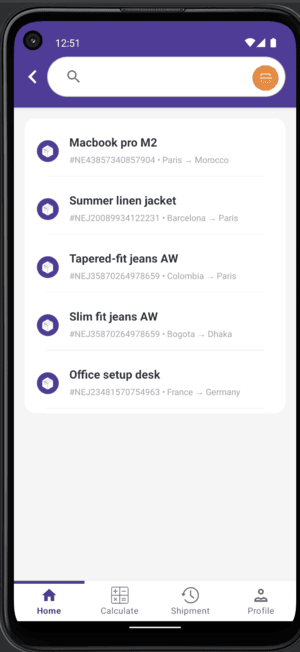 12:51
Macbook pro M2
#NE43857340857904 • Paris → Morocco
Summer linen jacket
#NEJ20089934122231 • Barcelona → Paris
Tapered-fit jeans AW
#NEJ35870264978659 • Colombia → Paris
Slim fit jeans AW
#NEJ35870264978659 • Bogota → Dhaka
Office setup desk
#NEJ23481570754963 • France → Germany
Home Calculate Shipment Profile